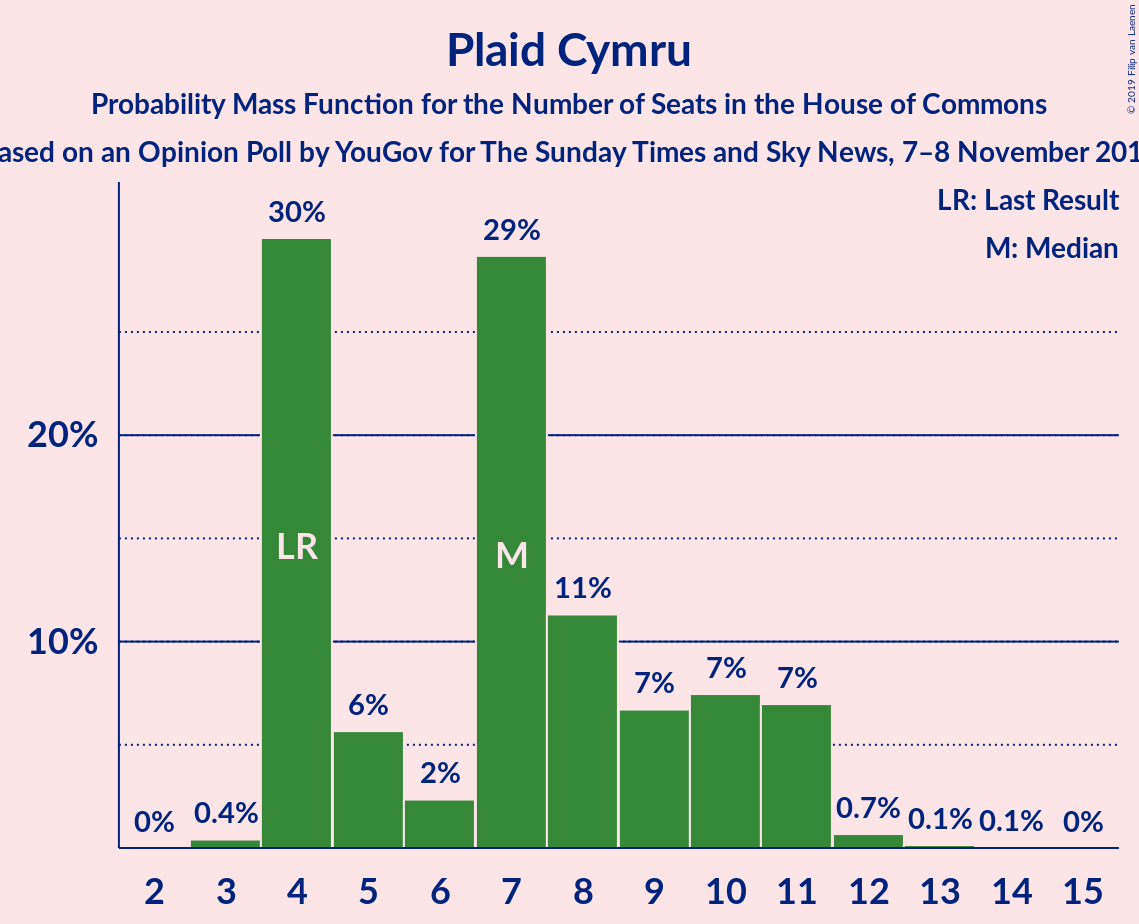 Plaid Cymru
Probability Mass Function for the Number of Seats in the House of Commons
ased on an Opinion Poll by YouGov for The Sunday Times and Sky News, 7–8 November 201
© 2019 Filip van Laenen
LR: Last Result
M: Median
30%
29%
20%
LR
M
11%
10%
7%
7%
7%
6%
2%
0%
0.4%
0.7%
0.1%
0.1%
0%
2 3 4 5 6 7 8 9 10 11 12 13 14 15